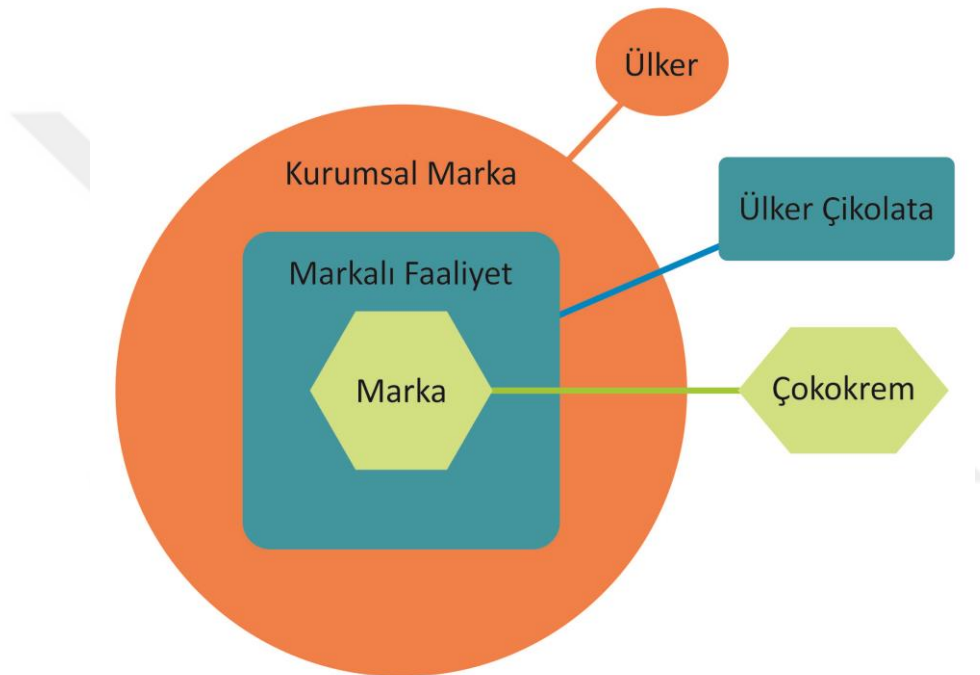 Ülker
Kurumsal Marka
Ülker Çikolata
Markalı Faaliyet
Marka
Çokokrem